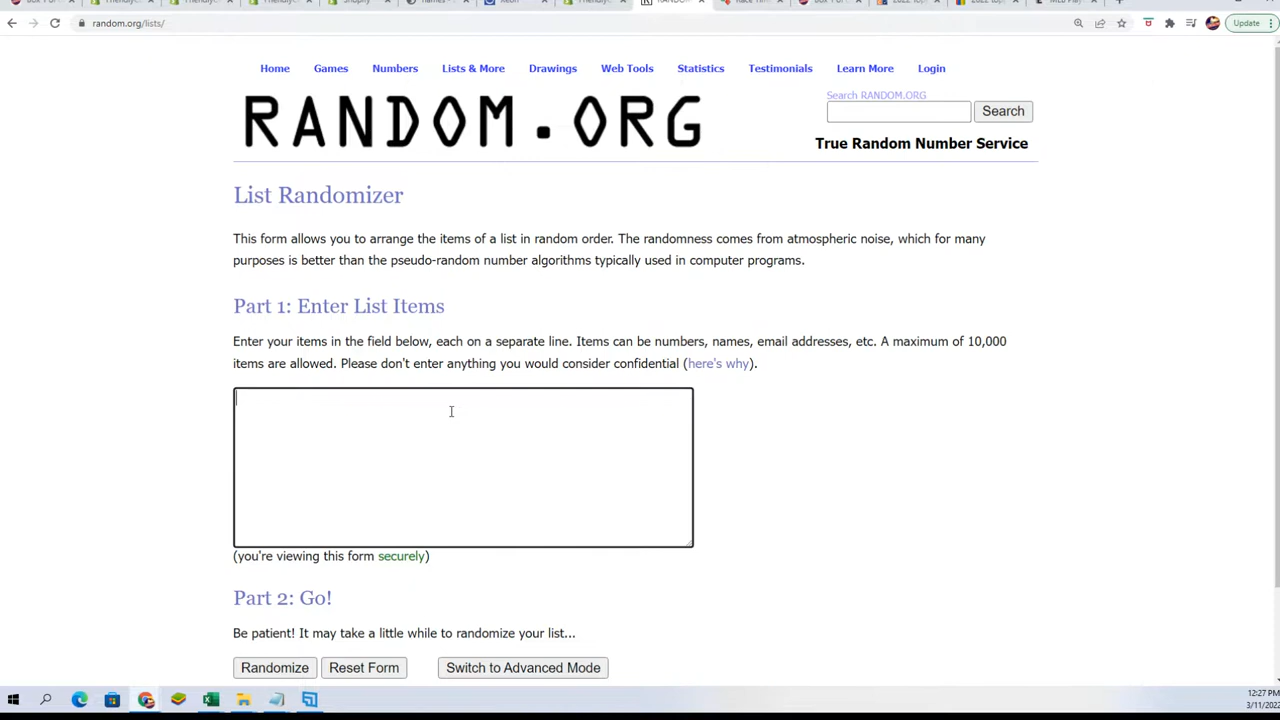 random.org/lists/
Update
Home
Games
Numbers
Lists & More
Drawings
Web Tools
Statistics
Testimonials
Learn More
Login
RANDOM.ORG
Search RANDOM.ORG
Search
True Random Number Service
List Randomizer
This form allows you to arrange the items of a list in random order. The randomness comes from atmospheric noise, which for many
purposes is better than the pseudo-random number algorithms typically used in computer programs.
Part 1: Enter List Items
Enter your items in the field below, each on a separate line. Items can be numbers, names, email addresses, etc. A maximum of 10,000
items are allowed. Please don't enter anything you would consider confidential (here's why).
(you're viewing this form securely)
Part 2: Go!
Be patient! It may take a little while to randomize your list...
Randomize
Reset Form
Switch to Advanced Mode
12:27 PM